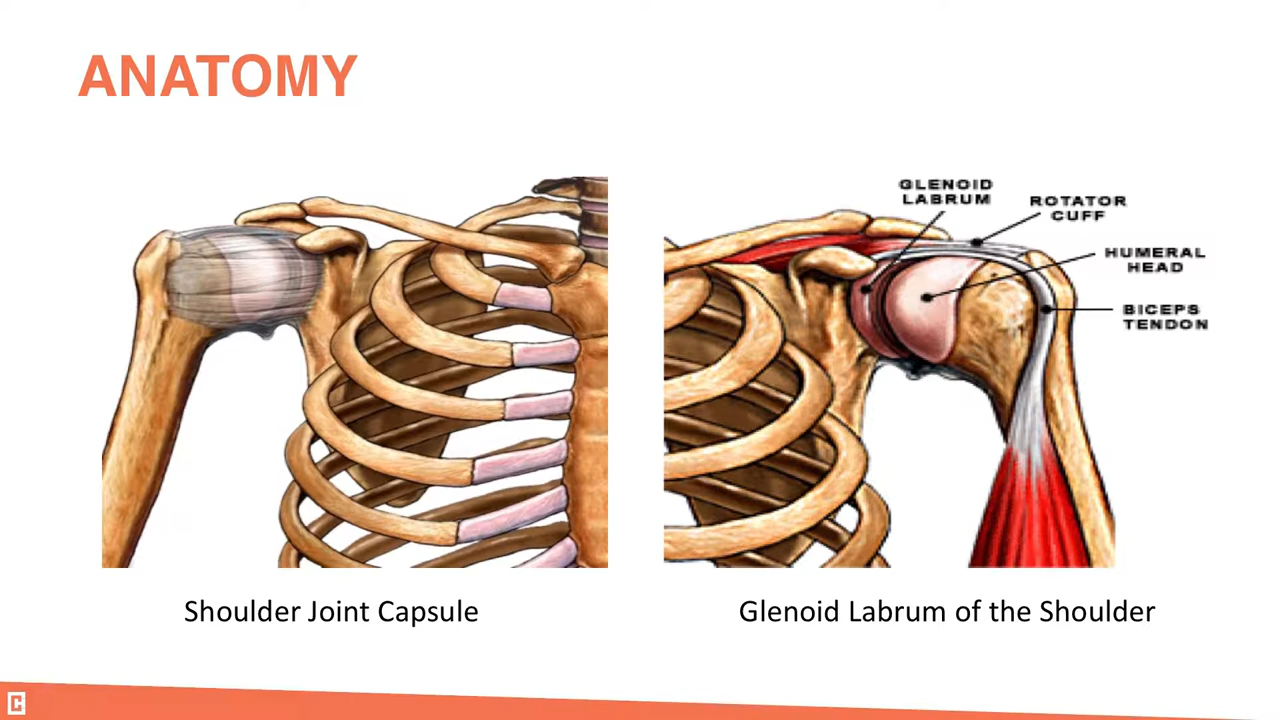 ANATOMY
GLENOID
LABRUM
ROTATOR
CUFF
HUMERAL
HEAD
BICEPS
TENDON
Shoulder Joint Capsule
Glenoid Labrum of the Shoulder